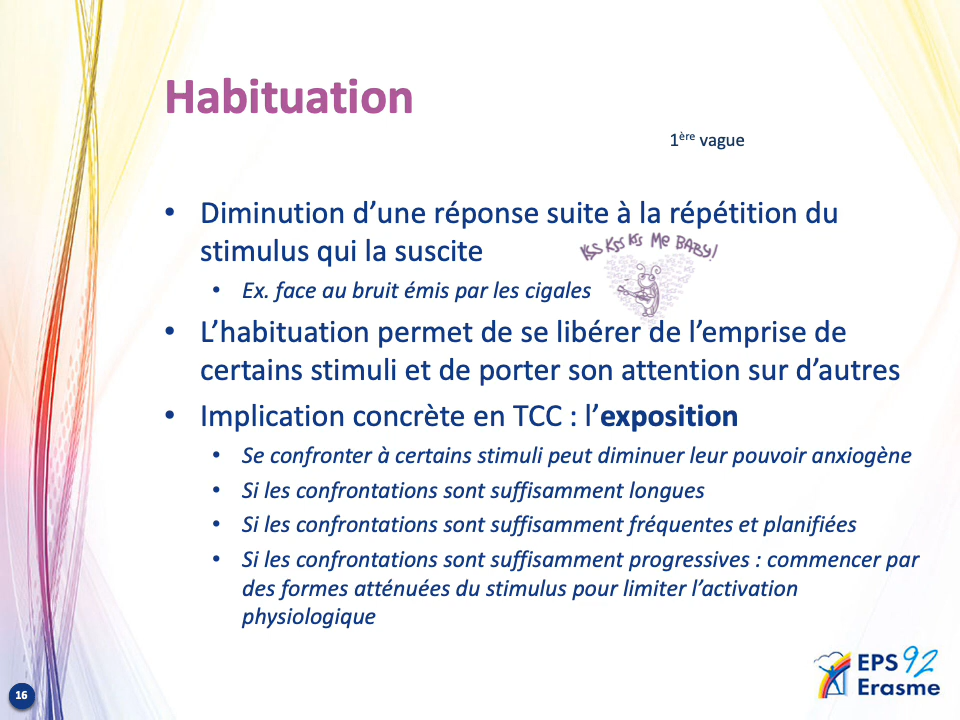 Habituation
1ère vague
• Diminution d’une réponse suite à la répétition du
stimulus qui la suscite
KSS KSS KSS ME BABY!
• Ex. face au bruit émis par les cigales
• L’habituation permet de se libérer de l’emprise de
certains stimuli et de porter son attention sur d’autres
• Implication concrète en TCC : l’exposition
• Se confronter à certains stimuli peut diminuer leur pouvoir anxiogène
• Si les confrontations sont suffisamment longues
• Si les confrontations sont suffisamment fréquentes et planifiées
• Si les confrontations sont suffisamment progressives : commencer par
des formes atténuées du stimulus pour limiter l’activation
physiologique
16
EPS 92
Erasme